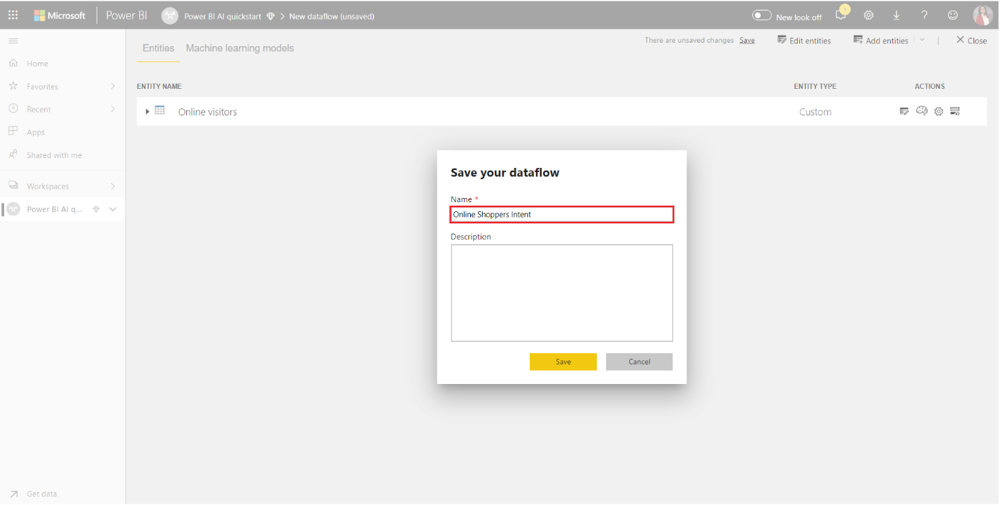 Microsoft Power BI Power BI AI quickstart New dataflow (unsaved) New look off 1
There are unsaved changes Save Edit entities Add entities Close
Entities Machine learning models
Home
Favorites
Recent
Apps
Shared with me
Workspaces
Power BI AI q...
Get data
ENTITY NAME ENTITY TYPE ACTIONS
Online visitors Custom
Save your dataflow
Name *
Online Shoppers Intent
Description
Save Cancel